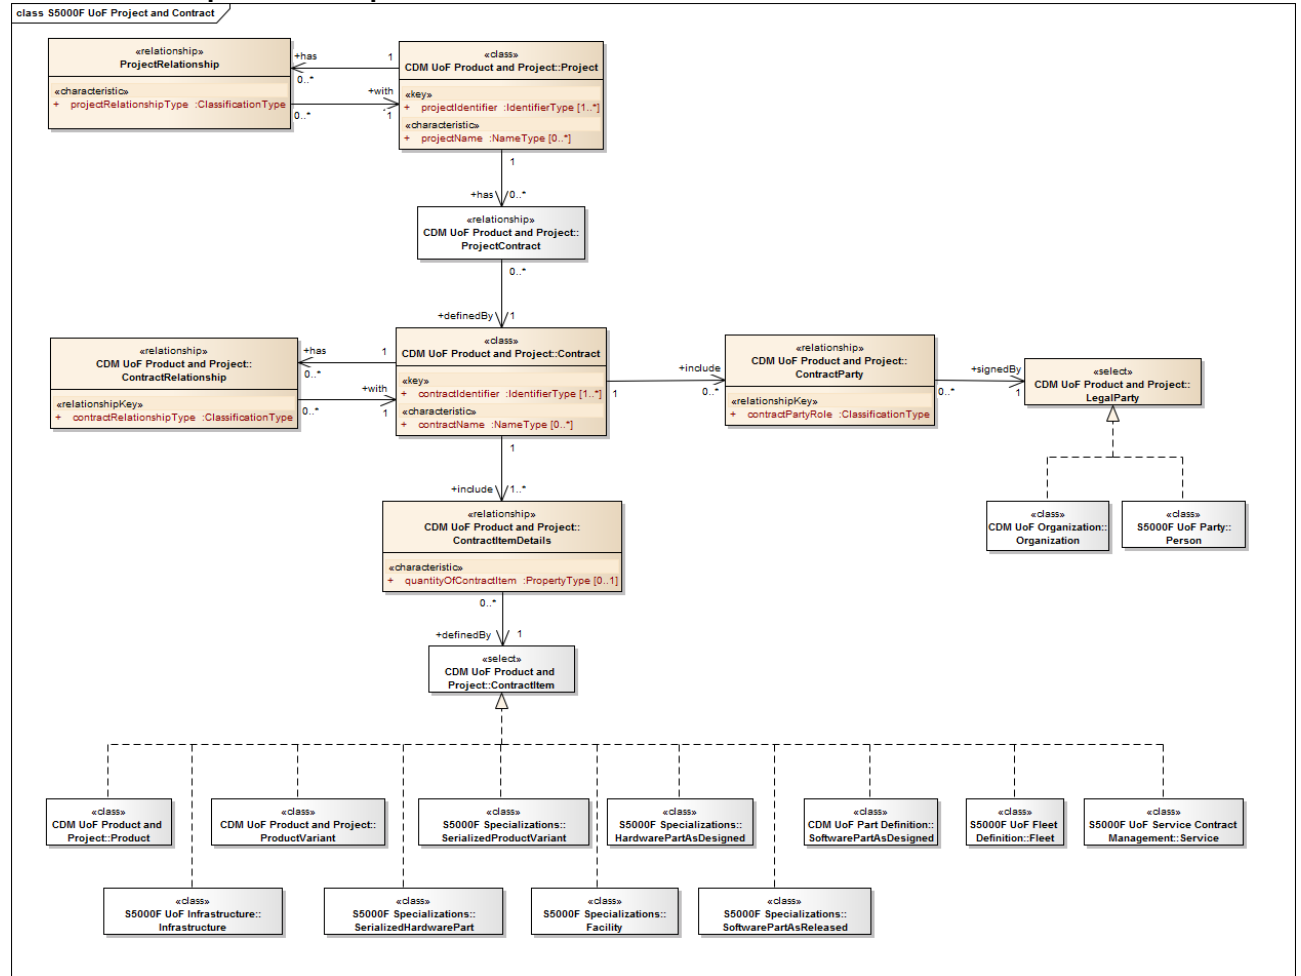 class S5000F UoF Project and Contract
«relationship»
ProjectRelationship
«characteristic»
+ projectRelationshipType :ClassificationType
+has
1
0..*
+with
0..*
1
«class»
CDM UoF Product and Project::Project
«key»
+ projectIdentifier :IdentifierType [1..*]
«characteristic»
+ projectName :NameType [0..*]
1
+has
0..*
«relationship»
CDM UoF Product and Project::
ProjectContract
0..*
+definedBy
1
«relationship»
CDM UoF Product and Project::
ContractRelationship
«relationshipKey»
+ contractRelationshipType :ClassificationType
+has
1
0..*
+with
0..*
1
«class»
CDM UoF Product and Project::Contract
«key»
+ contractIdentifier :IdentifierType [1..*]
«characteristic»
+ contractName :NameType [0..*]
+include
1
0..*
«relationship»
CDM UoF Product and Project::
ContractParty
«relationshipKey»
+ contractPartyRole :ClassificationType
+signedBy
0..*
1
«select»
CDM UoF Product and Project::
LegalParty
«class»
CDM UoF Organization::
Organization
«class»
S5000F UoF Party::
Person
1
+include
1..*
«relationship»
CDM UoF Product and Project::
ContractItemDetails
«characteristic»
+ quantityOfContractItem :PropertyType [0..1]
0..*
+definedBy
1
«select»
CDM UoF Product and
Project::ContractItem
«class»
CDM UoF Product and
Project::Product
«class»
CDM UoF Product and Project::
ProductVariant
«class»
S5000F Specializations::
SerializedProductVariant
«class»
S5000F Specializations::
HardwarePartAsDesigned
«class»
CDM UoF Part Definition::
SoftwarePartAsDesigned
«class»
S5000F UoF Fleet
Definition::Fleet
«class»
S5000F UoF Service Contract
Management::Service
«class»
S5000F UoF Infrastructure::
Infrastructure
«class»
S5000F Specializations::
SerializedHardwarePart
«class»
S5000F Specializations::
Facility
«class»
S5000F Specializations::
SoftwarePartAsReleased